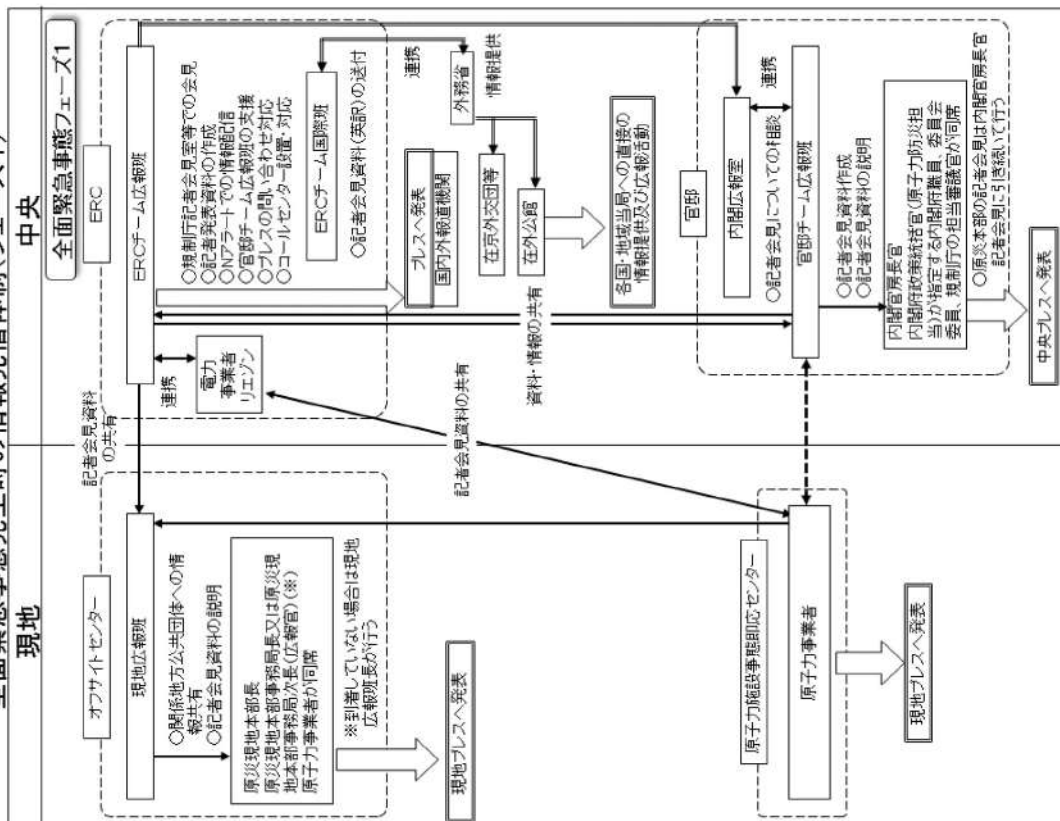 現地
中央
全面緊急事態フェーズ1
オフサイトセンター
現地広報班
○関係地方公共団体への情
報共有
○記者会見資料の説明
原災現地本部長
原災現地本部事務局長又は原災現
地本部事務局次長(広報官)(※)
原子力事業者が同席
※到着していない場合は現地
広報班長が行う
現地プレスへ発表
原子力施設事態即応センター
原子力事業者
現地プレスへ発表
記者会見資料
の共有
記者会見資料の共有
ERC
ERCチーム広報班
○規制庁記者会見室等での会見
○記者発表資料の作成
○Nアラートでの情報配信
○官邸チーム広報班の支援
○プレスの問い合わせ対応
○コールセンター設置・対応
連携
電力
事業者
リエゾン
ERCチーム国際班
○記者会見資料(英訳)の送付
プレスへ発表
国内外報道機関
連携
外務省
情報提供
在京外交団等
在外公館
各国・地域当局への直接の
情報提供及び広報活動
資料・情報の共有
官邸
内閣広報室
連携
○記者会見についての相談
官邸チーム広報班
○記者会見資料作成
○記者会見資料の説明
内閣官房長官
内閣府政策統括官(原子力防災担
当)が指定する内閣府職員、委員会
委員、規制庁の担当審議官が同席
○原災本部の記者会見は内閣官房長官
記者会見に引き続いて行う
中央プレスへ発表